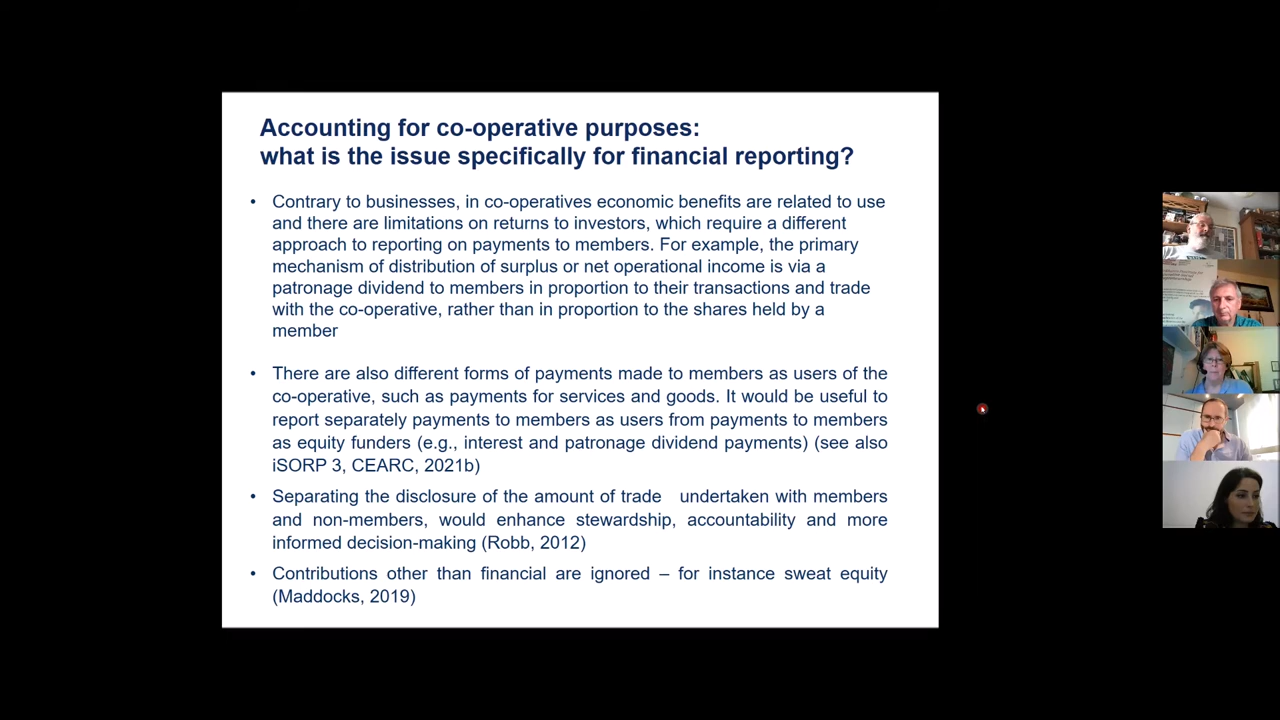 Accounting for co-operative purposes:
what is the issue specifically for financial reporting?
• Contrary to businesses, in co-operatives economic benefits are related to use
and there are limitations on returns to investors, which require a different
approach to reporting on payments to members. For example, the primary
mechanism of distribution of surplus or net operational income is via a
patronage dividend to members in proportion to their transactions and trade
with the co-operative, rather than in proportion to the shares held by a
member
• There are also different forms of payments made to members as users of the
co-operative, such as payments for services and goods. It would be useful to
report separately payments to members as users from payments to members
as equity funders (e.g., interest and patronage dividend payments) (see also
iSORP 3, CEARC, 2021b)
• Separating the disclosure of the amount of trade undertaken with members
and non-members, would enhance stewardship, accountability and more
informed decision-making (Robb, 2012)
• Contributions other than financial are ignored – for instance sweat equity
(Maddocks, 2019)